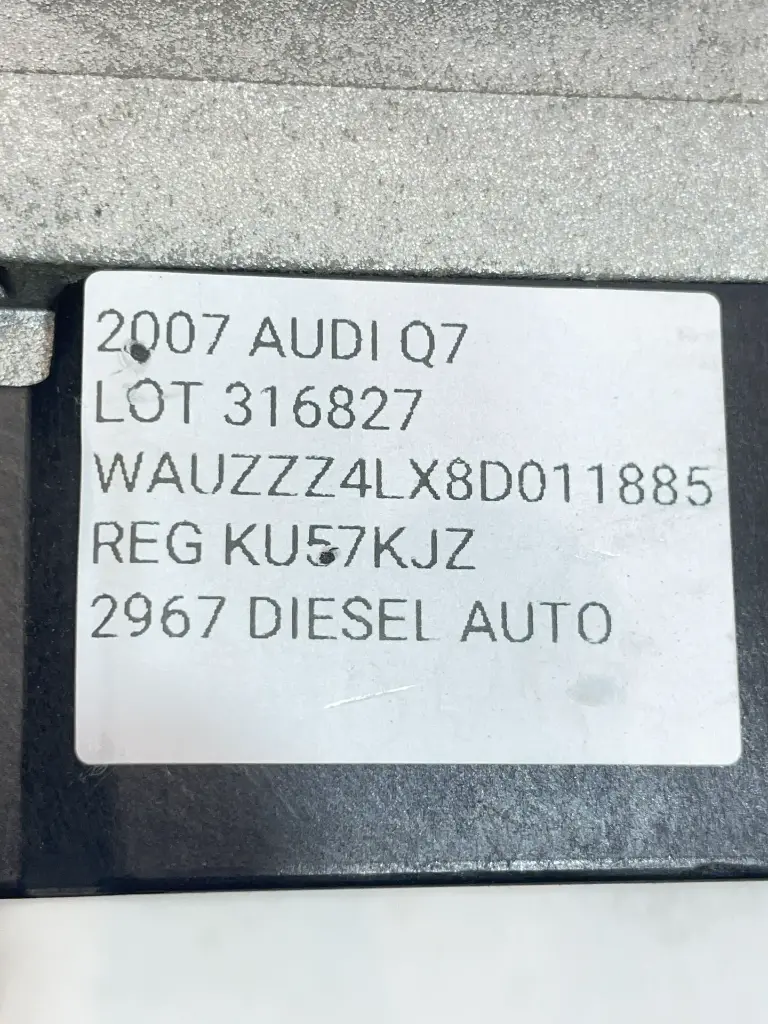 2007 AUDI Q7
LOT 316827
WAUZZZ4LX8D011885
REG KU57KJZ
2967 DIESEL AUTO